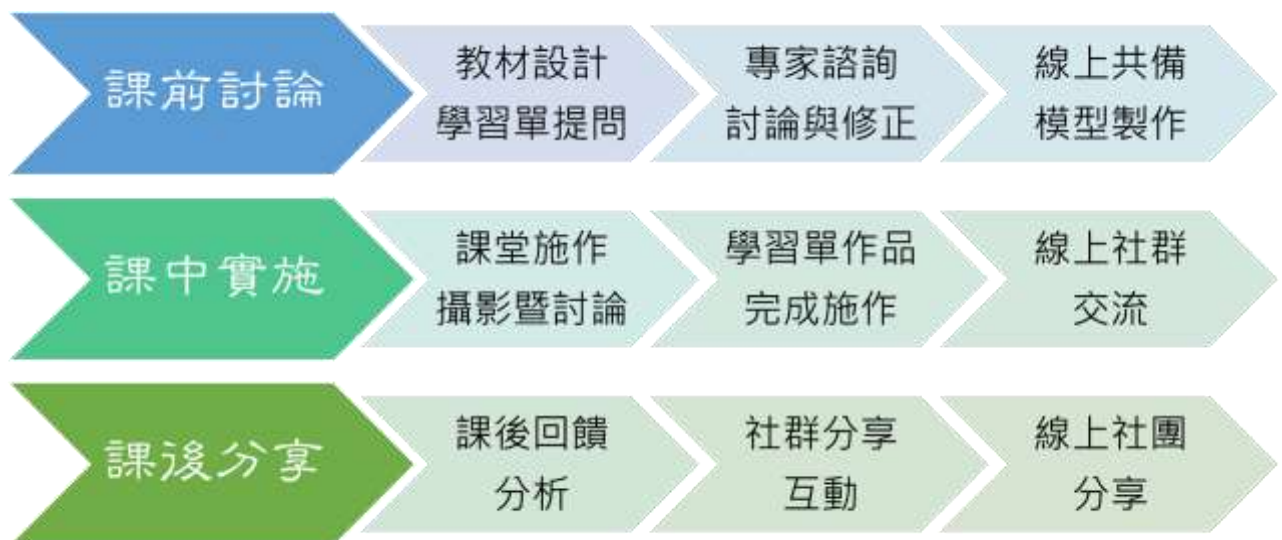 課前討論
教材設計
學習單提問
專家諮詢
討論與修正
線上共備
模型製作
課中實施
課堂施作
攝影暨討論
學習單作品
完成施作
線上社群
交流
課後分享
課後回饋
分析
社群分享
互動
線上社團
分享